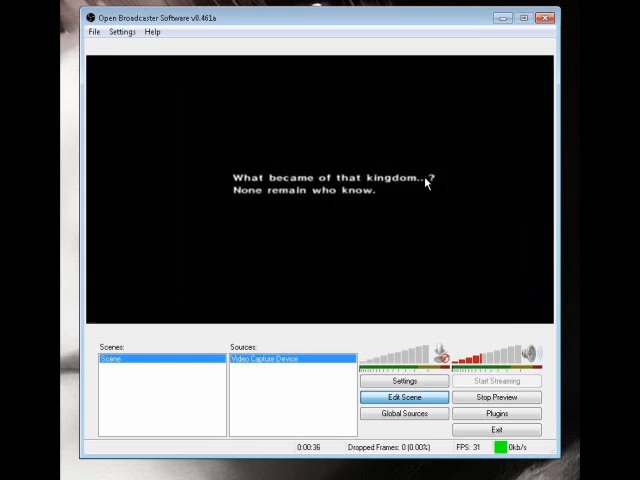 Open Broadcaster Software v0.461a
File Settings Help
What became of that kingdom...?
None remain who know.
Scenes:
Sources:
Scene
Video Capture Device
Settings
Start Streaming
Edit Scene
Stop Preview
Global Sources
Plugins
Exit
0:00:36
Dropped Frames: 0 (0.00%)
FPS: 31
0kb/s